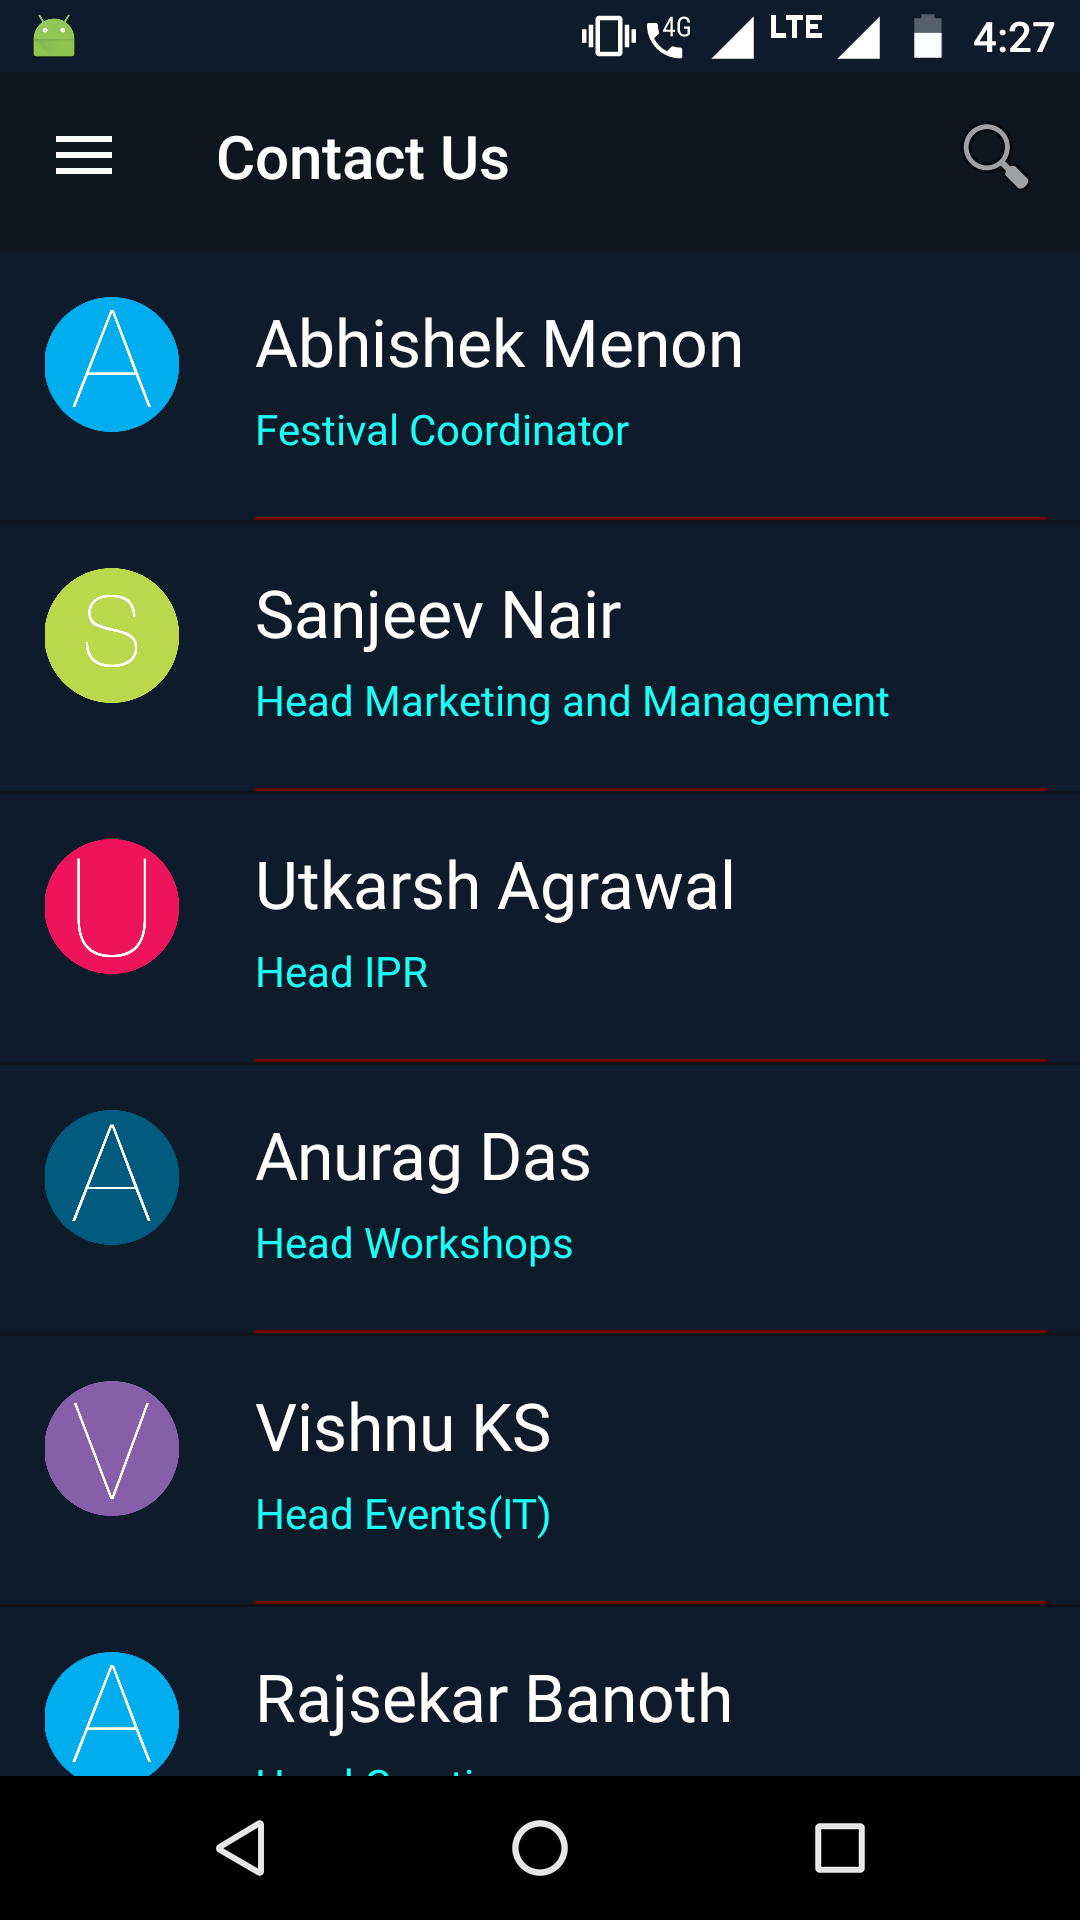 4G LTE 4:27
Contact Us
A
Abhishek Menon
Festival Coordinator
S
Sanjeev Nair
Head Marketing and Management
U
Utkarsh Agrawal
Head IPR
A
Anurag Das
Head Workshops
V
Vishnu KS
Head Events(IT)
A
Rajsekar Banoth
Head